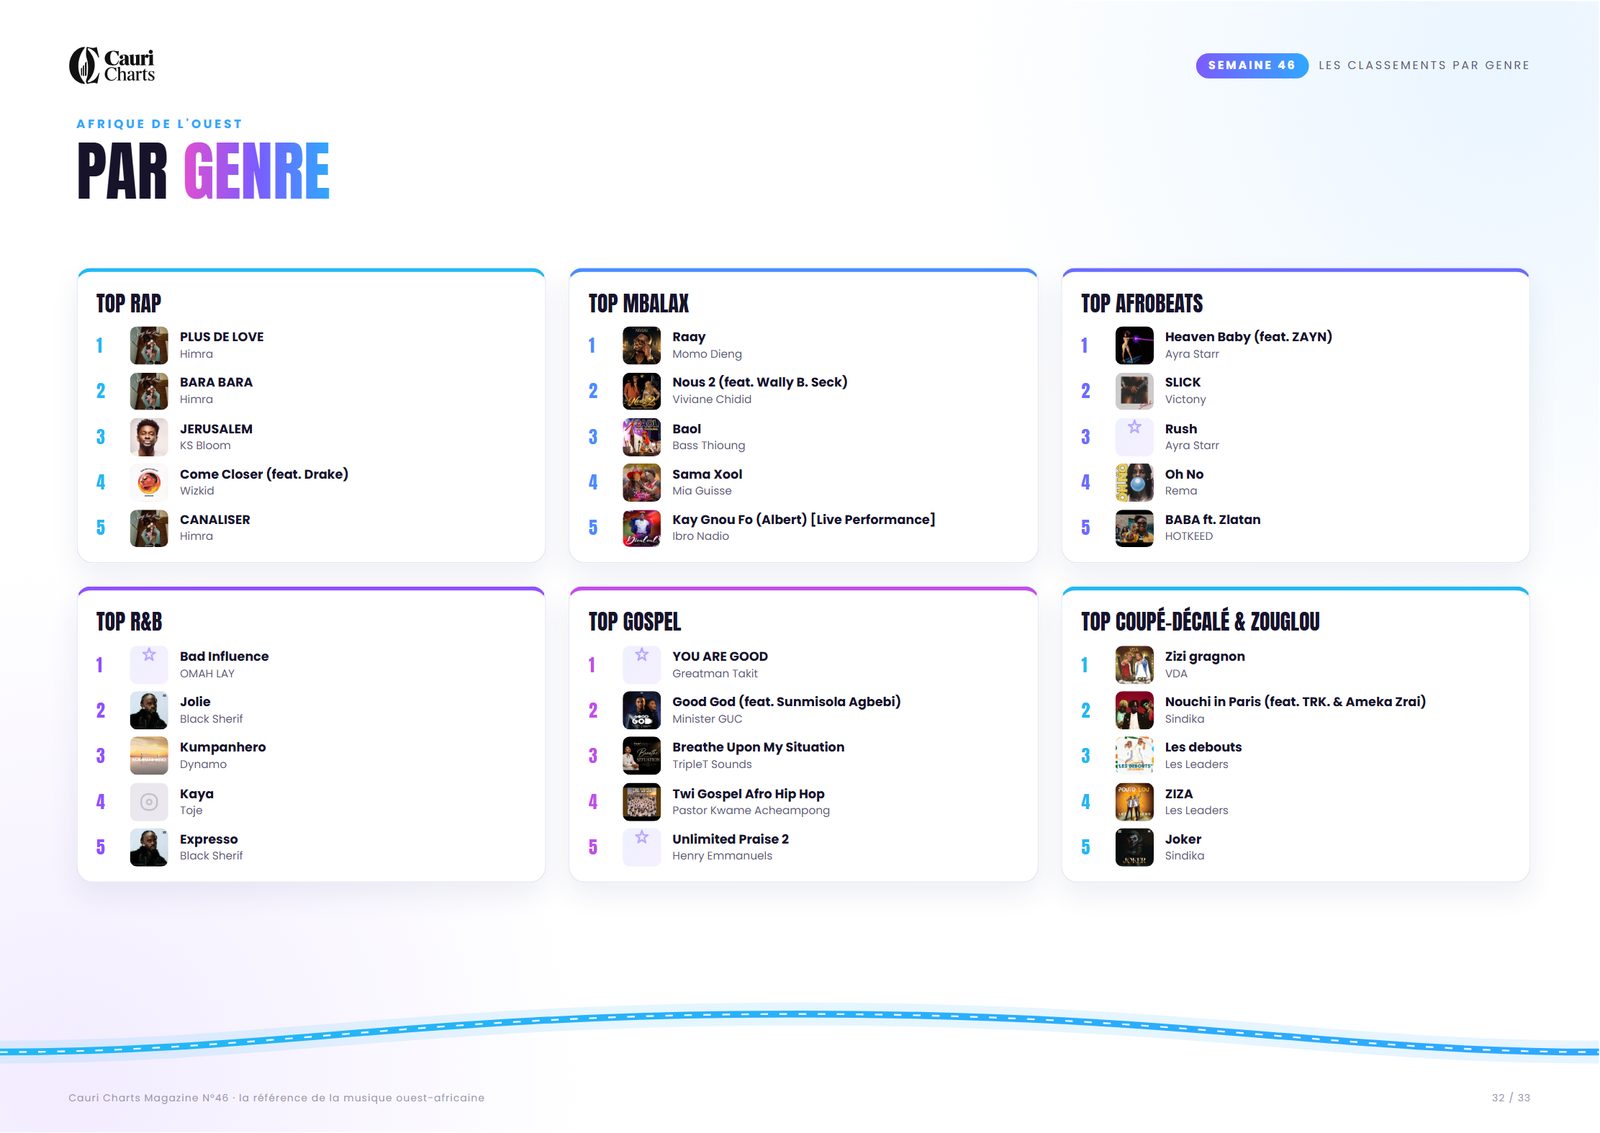 Cauri
Charts
SEMAINE 46 LES CLASSEMENTS PAR GENRE
AFRIQUE DE L'OUEST
PAR GENRE
TOP RAP
1 PLUS DE LOVE
Himra
2 BARA BARA
Himra
3 JERUSALEM
KS Bloom
4 Come Closer (feat. Drake)
Wizkid
5 CANALISER
Himra
TOP MBALAX
1 Raay
Momo Dieng
2 Nous 2 (feat. Wally B. Seck)
Viviane Chidid
3 Baol
Bass Thioung
4 Sama Xool
Mia Guisse
5 Kay Gnou Fo (Albert) [Live Performance]
Ibro Nadio
TOP AFROBEATS
1 Heaven Baby (feat. ZAYN)
Ayra Starr
2 SLICK
Victony
3 Rush
Ayra Starr
4 Oh No
Rema
5 BABA ft. Zlatan
HOTKEED
TOP R&B
1 Bad Influence
OMAH LAY
2 Jolie
Black Sherif
3 Kumpanhero
Dynamo
4 Kaya
Toje
5 Expresso
Black Sherif
TOP GOSPEL
1 YOU ARE GOOD
Greatman Takit
2 Good God (feat. Sunmisola Agbebi)
Minister GUC
3 Breathe Upon My Situation
TripleT Sounds
4 Twi Gospel Afro Hip Hop
Pastor Kwame Acheampong
5 Unlimited Praise 2
Henry Emmanuels
TOP COUPÉ-DÉCALÉ & ZOUGLOU
1 Zizi gragnon
VDA
2 Nouchi in Paris (feat. TRK. & Ameka Zrai)
Sindika
3 Les debouts
Les Leaders
4 ZIZA
Les Leaders
5 Joker
Sindika
Cauri Charts Magazine N°46 · la référence de la musique ouest-africaine
32 / 33